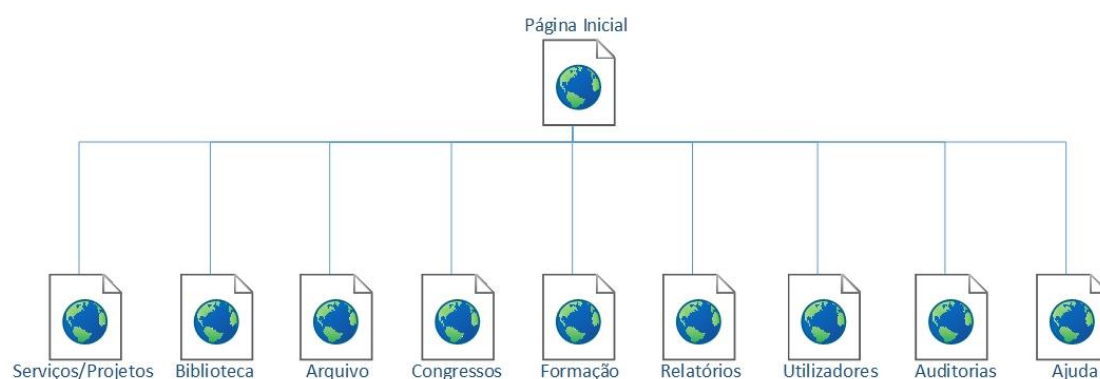 Página Inicial
Serviços/Projetos Biblioteca Arquivo Congressos Formação Relatórios Utilizadores Auditorias Ajuda